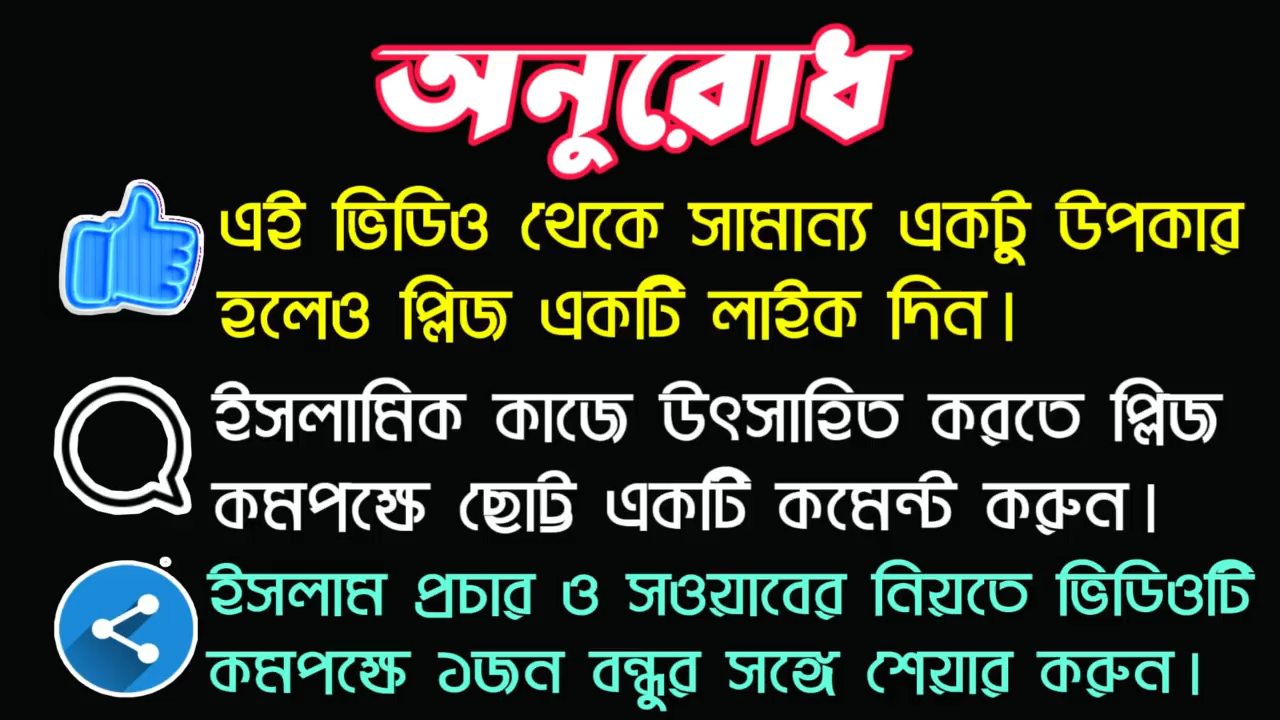 অনুরোধ
এই ভিডিও থেকে সামান্য একটু উপকার
হলেও প্লিজ একটি লাইক দিন।
ইসলামিক কাজে উৎসাহিত করতে প্লিজ
কমপক্ষে ছোট্ট একটি কমেন্ট করুন।
ইসলাম প্রচার ও সওয়াবের নিয়তে ভিডিওটি
কমপক্ষে ১জন বন্ধুর সঙ্গে শেয়ার করুন।